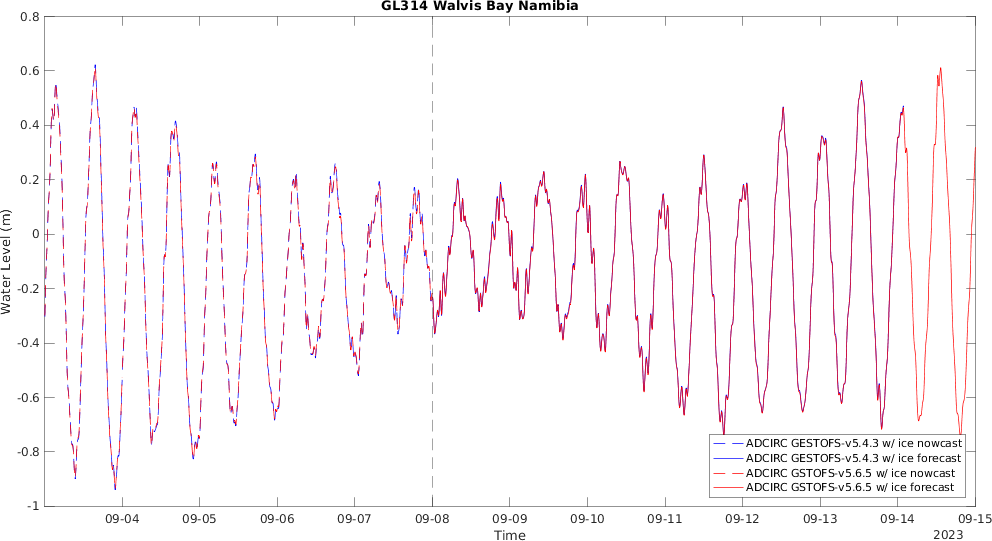 GL314 Walvis Bay Namibia
0.8
0.6
0.4
0.2
0
-0.2
-0.4
-0.6
-0.8
-1
Water Level (m)
ADCIRC GESTOFS-v5.4.3 w/ ice nowcast
ADCIRC GESTOFS-v5.4.3 w/ ice forecast
ADCIRC GSTOFS-v5.6.5 w/ ice nowcast
ADCIRC GSTOFS-v5.6.5 w/ ice forecast
09-04 09-05 09-06 09-07 09-08 09-09 09-10 09-11 09-12 09-13 09-14 09-15
Time
2023